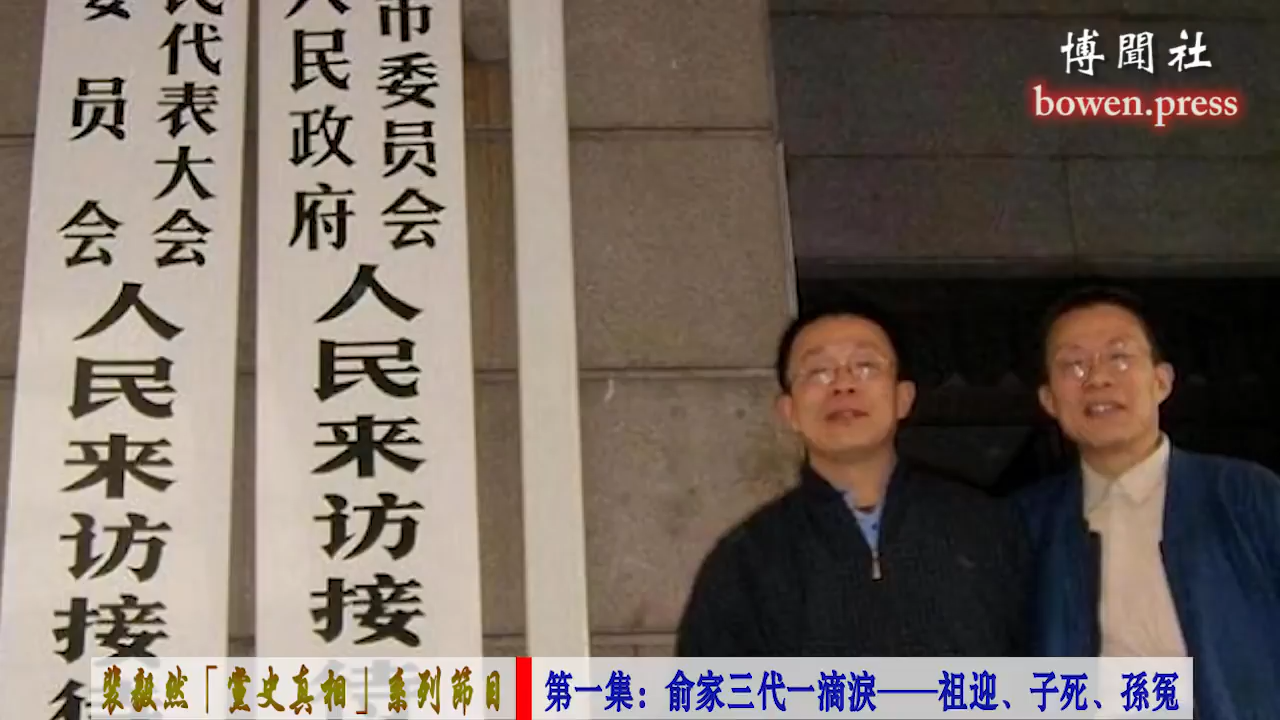 博聞社
bowen.press
市委员会
人民政府
人民来访接待
民代表大会
委员会
人民来访接待
裴毅然「黨史真相」系列節目
第一集：俞家三代一滴淚——祖迎、子死、孫冤